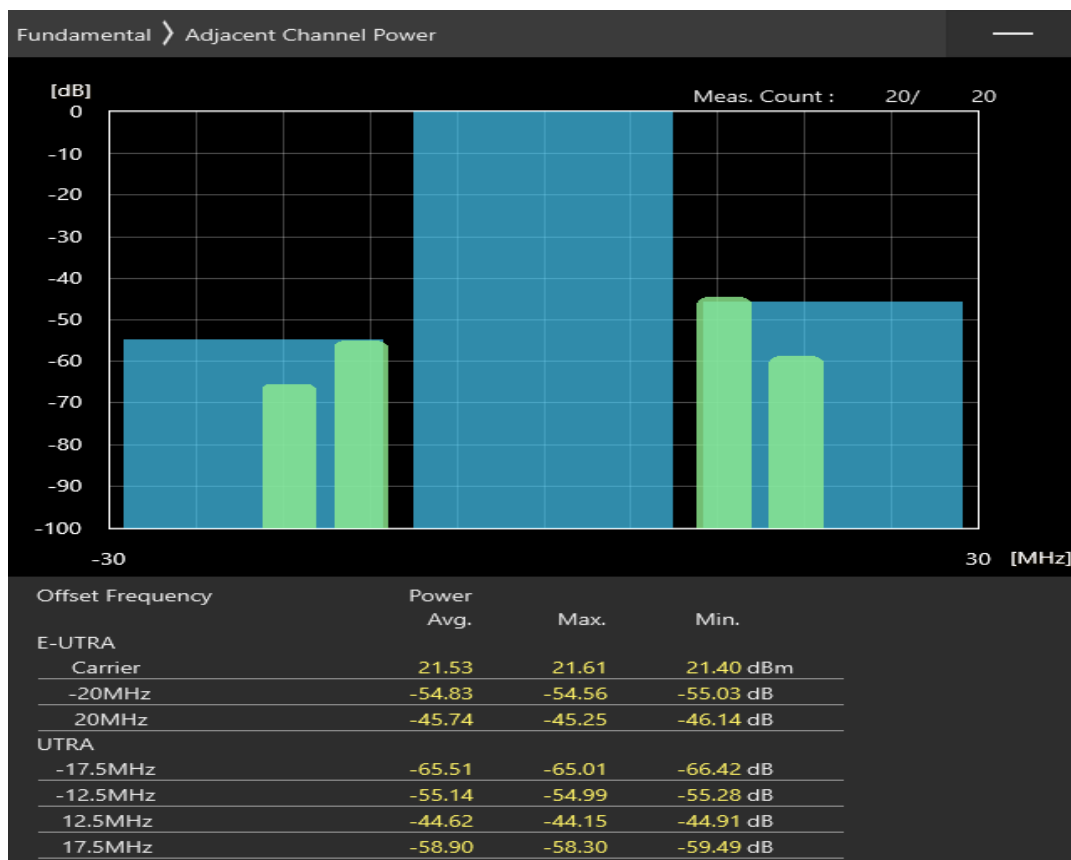 Fundamental ❯ Adjacent Channel Power
[dB]
Meas. Count : 20/ 20
0
-10
-20
-30
-40
-50
-60
-70
-80
-90
-100
-30 30 [MHz]
Offset Frequency Power
Avg. Max. Min.
E-UTRA
Carrier 21.53 21.61 21.40 dBm
-20MHz -54.83 -54.56 -55.03 dB
20MHz -45.74 -45.25 -46.14 dB
UTRA
-17.5MHz -65.51 -65.01 -66.42 dB
-12.5MHz -55.14 -54.99 -55.28 dB
12.5MHz -44.62 -44.15 -44.91 dB
17.5MHz -58.90 -58.30 -59.49 dB